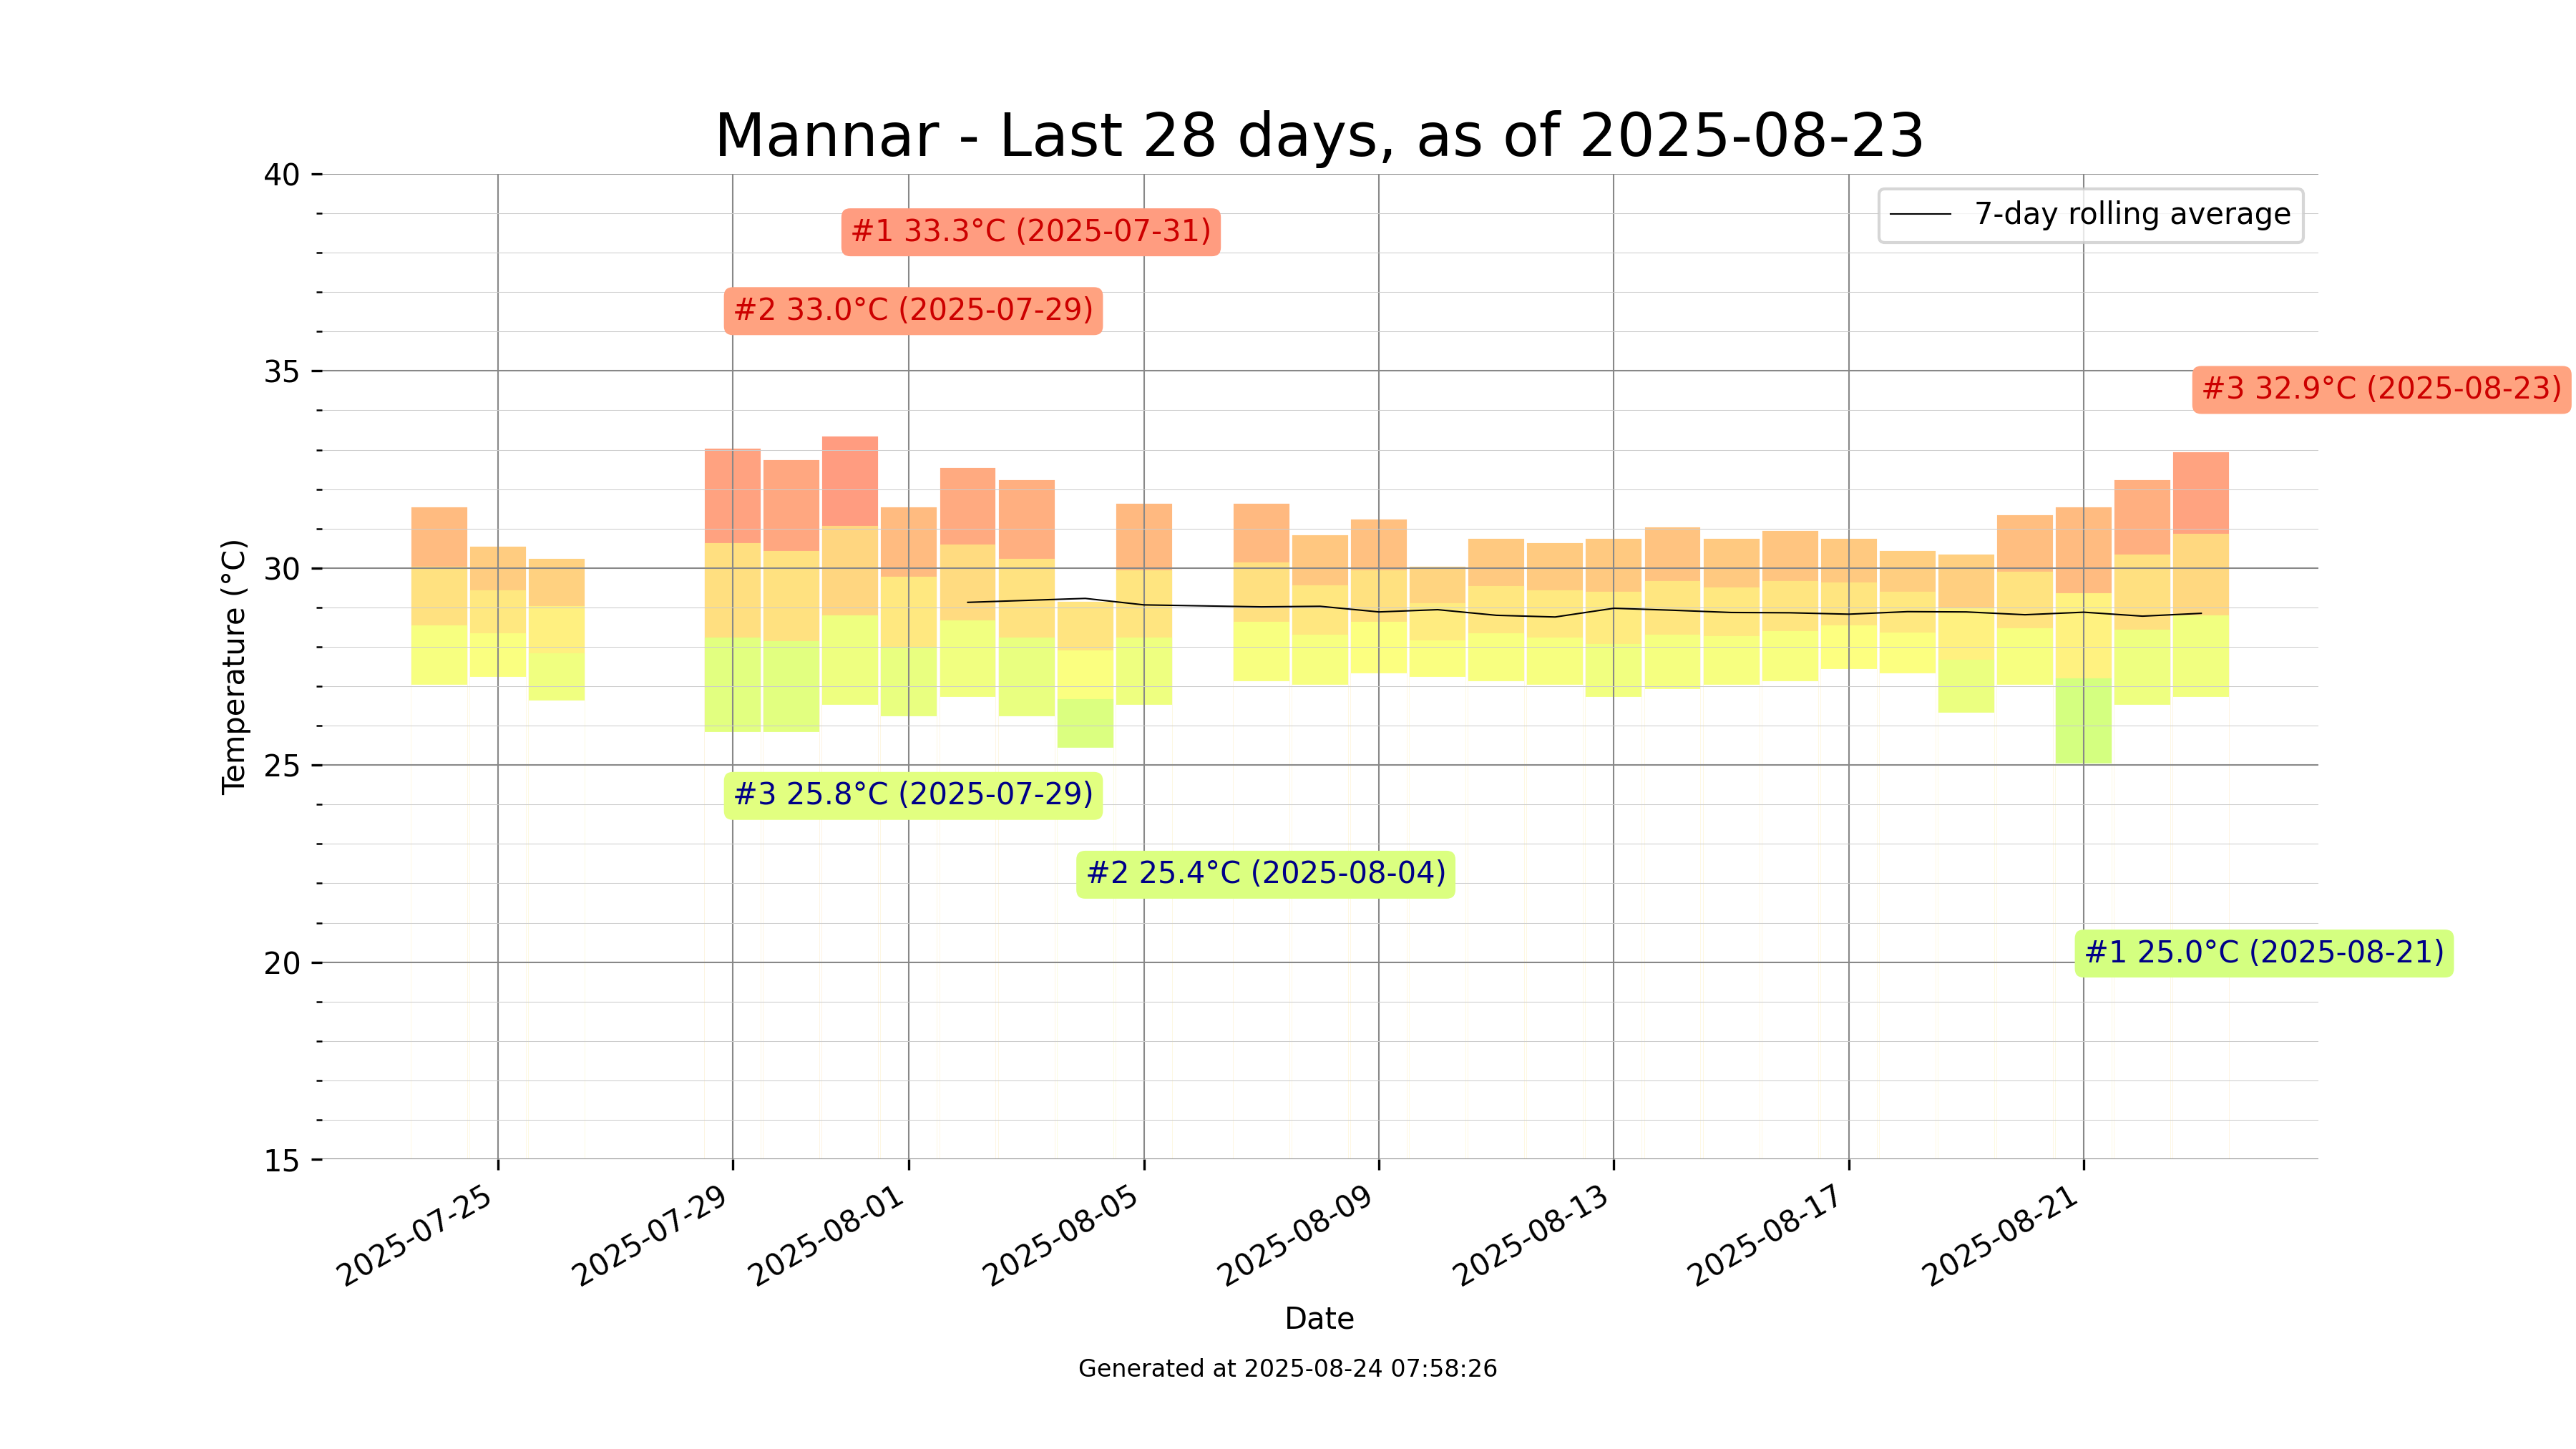 Mannar - Last 28 days, as of 2025-08-23
7-day rolling average
#1 33.3°C (2025-07-31)
#2 33.0°C (2025-07-29)
#3 32.9°C (2025-08-23)
#3 25.8°C (2025-07-29)
#2 25.4°C (2025-08-04)
#1 25.0°C (2025-08-21)
Temperature (°C)
40
35
30
25
20
15
2025-07-25
2025-07-29
2025-08-01
2025-08-05
2025-08-09
2025-08-13
2025-08-17
2025-08-21
Date
Generated at 2025-08-24 07:58:26